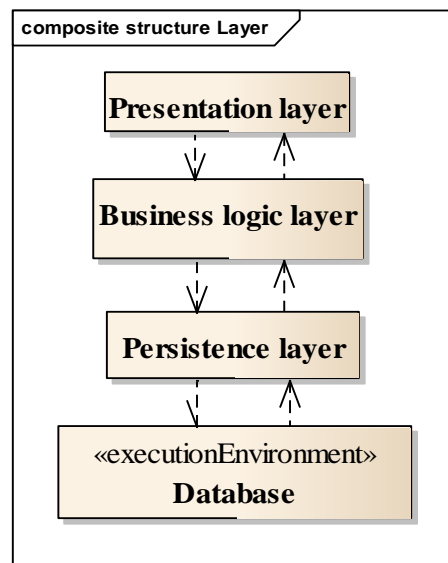 composite structure Layer
Presentation layer
Business logic layer
Persistence layer
«executionEnvironment»
Database